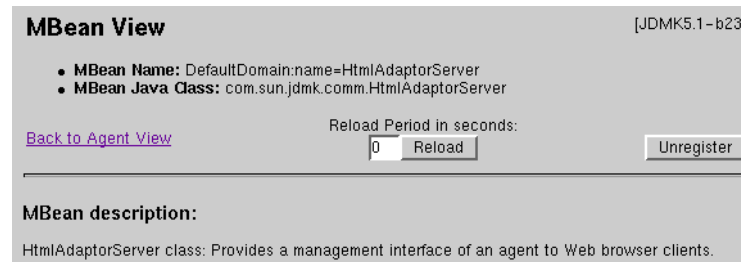 MBean View
[JDMK5.1-b23
• MBean Name: DefaultDomain:name=HtmlAdaptorServer
• MBean Java Class: com.sun.jdmk.comm.HtmlAdaptorServer
Reload Period in seconds:
Back to Agent View
0 Reload
Unregister
MBean description:
HtmlAdaptorServer class: Provides a management interface of an agent to Web browser clients.